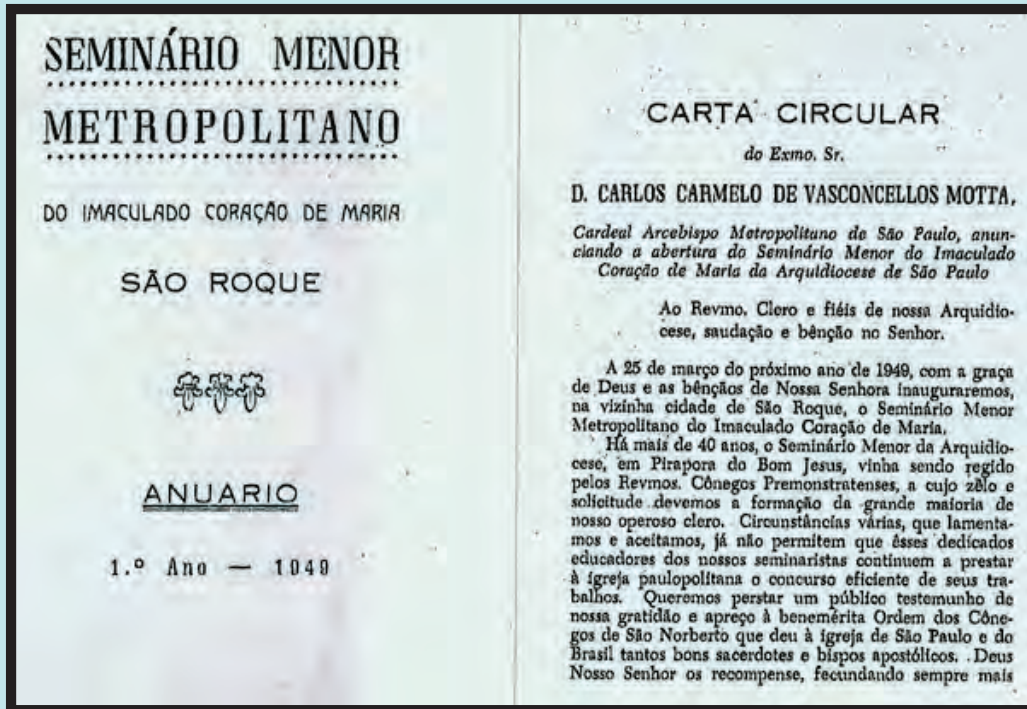 SEMINÁRIO MENOR
METROPOLITANO
DO IMACULADO CORAÇÃO DE MARIA
SÃO ROQUE
ANUARIO
1.º Ano — 1949
CARTA CIRCULAR
do Exmo. Sr.
D. CARLOS CARMELO DE VASCONCELLOS MOTTA,
Cardeal Arcebispo Metropolitano de São Paulo, anun-
ciando a abertura do Seminário Menor do Imaculado
Coração de Maria da Arquidiocese de São Paulo
Ao Revmo. Clero e fiéis de nossa Arquidio-
cese, saudação e bênção no Senhor.
A 25 de março do próximo ano de 1949, com a graça
de Deus e as bênçãos de Nossa Senhora inauguraremos,
na vizinha cidade de São Roque, o Seminário Menor
Metropolitano do Imaculado Coração de Maria.
Há mais de 40 anos, o Seminário Menor da Arquidio-
cese, em Pirapora do Bom Jesus, vinha sendo regido
pelos Revmos. Cônegos Premonstratenses, a cujo zêlo e
solicitude devemos a formação da grande maioria de
nosso operoso clero. Circunstâncias várias, que lamenta-
mos e aceitamos, já não permitem que êsses dedicados
educadores dos nossos seminaristas continuem a prestar
à igreja paulopolitana o concurso eficiente de seus tra-
balhos. Queremos perstar um público testemunho de
nossa gratidão e apreço à benemérita Ordem dos Cône-
gos de São Norberto que deu à igreja de São Paulo e do
Brasil tantos bons sacerdotes e bispos apostólicos. Deus
Nosso Senhor os recompense, fecundando sempre mais